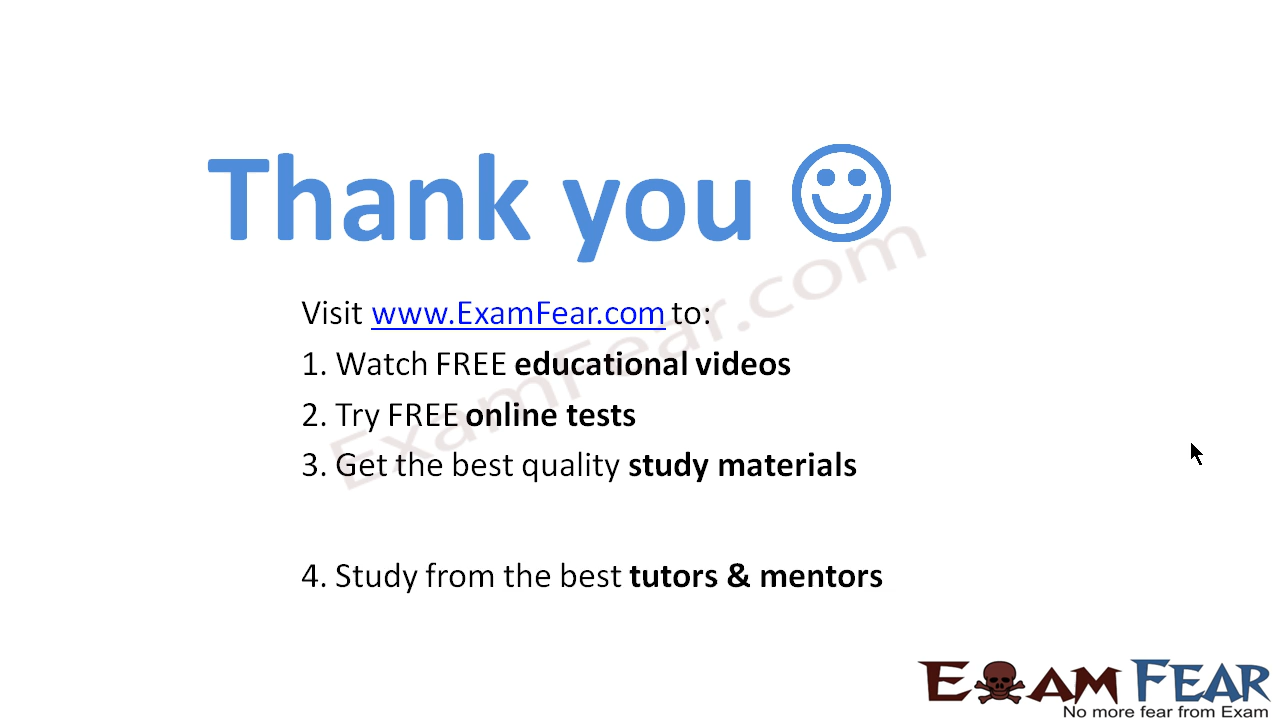 Thank you ☺
Visit www.ExamFear.com to:
1. Watch FREE educational videos
2. Try FREE online tests
3. Get the best quality study materials
4. Study from the best tutors & mentors
ExamFear.com
EXAM FEAR
No more fear from Exam